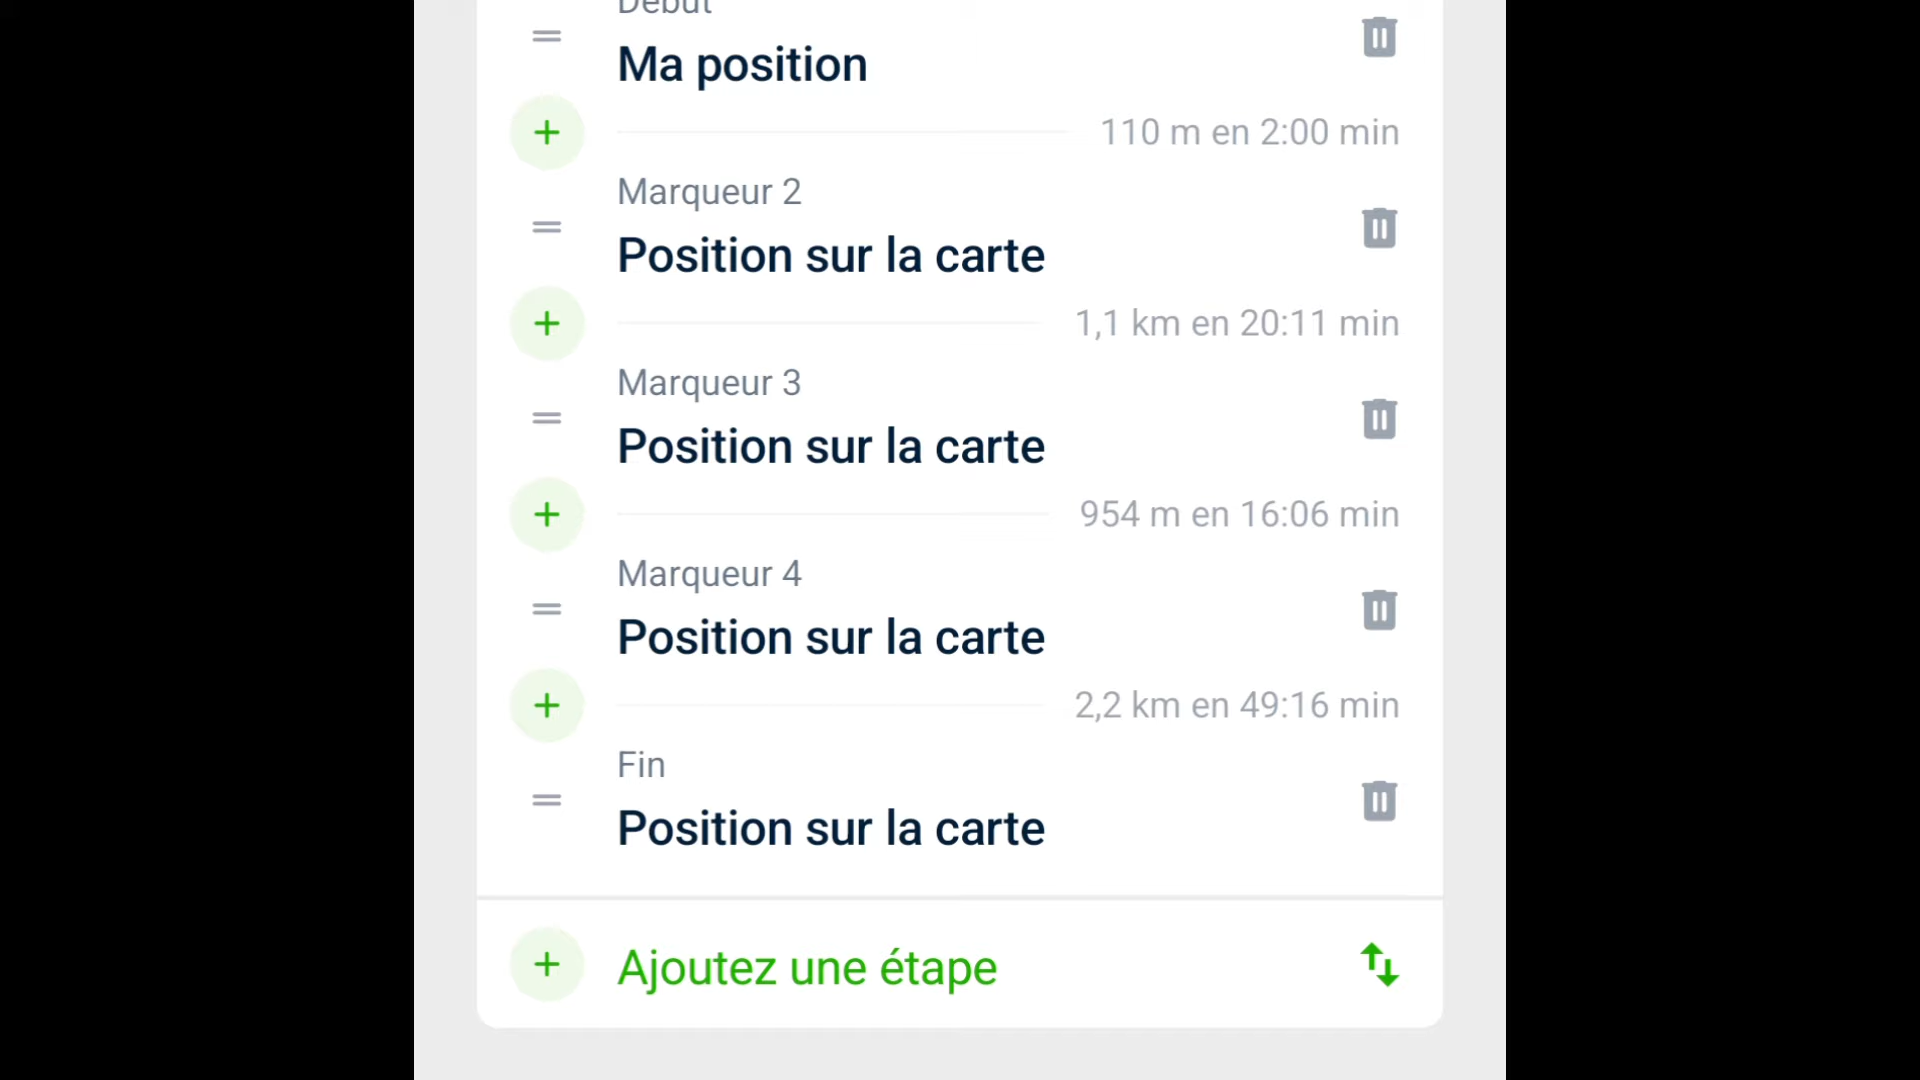 Début
Ma position
110 m en 2:00 min
Marqueur 2
Position sur la carte
1,1 km en 20:11 min
Marqueur 3
Position sur la carte
954 m en 16:06 min
Marqueur 4
Position sur la carte
2,2 km en 49:16 min
Fin
Position sur la carte
Ajoutez une étape